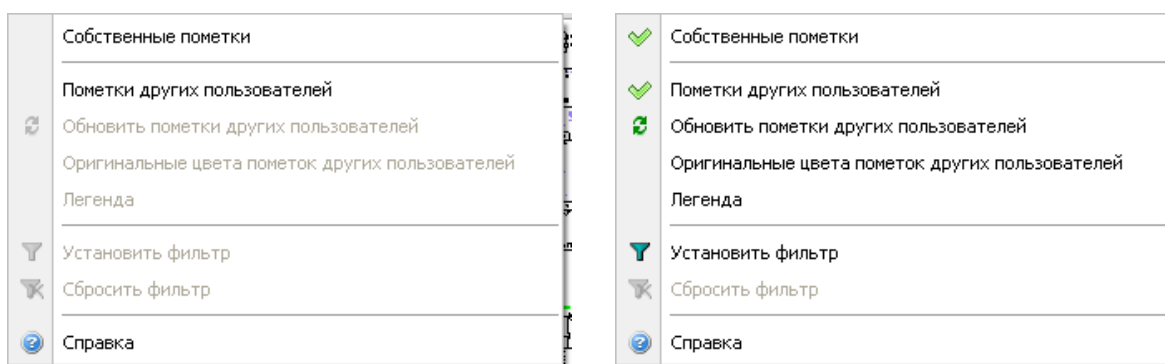 Собственные пометки
Пометки других пользователей
Обновить пометки других пользователей
Оригинальные цвета пометок других пользователей
Легенда
Установить фильтр
Сбросить фильтр
Справка
Собственные пометки
Пометки других пользователей
Обновить пометки других пользователей
Оригинальные цвета пометок других пользователей
Легенда
Установить фильтр
Сбросить фильтр
Справка